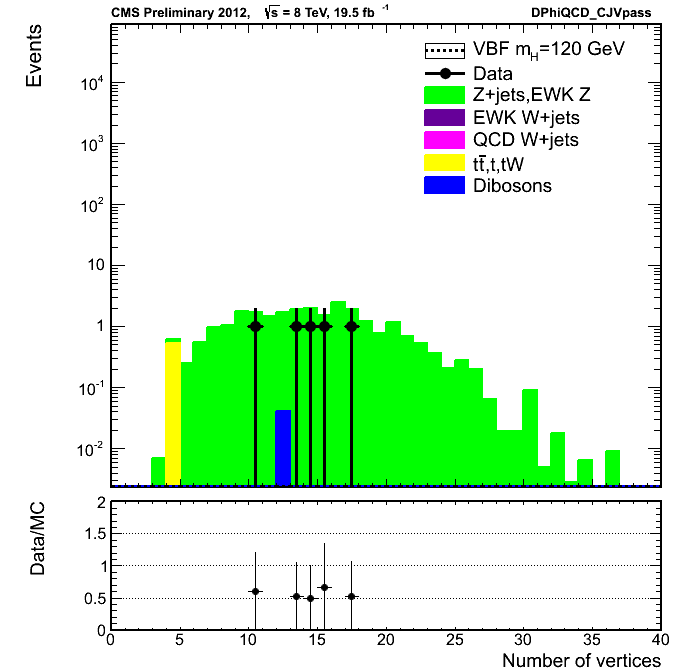 CMS Preliminary 2012, √s = 8 TeV, 19.5 fb⁻¹ DPhiQCD_CJVpass
Events
VBF m_H=120 GeV
Data
Z+jets,EWK Z
EWK W+jets
QCD W+jets
tt̄,t,tW
Dibosons
10⁴
10³
10²
10
1
10⁻¹
10⁻²
Data/MC
2
1.5
1
0.5
0
0 5 10 15 20 25 30 35 40
Number of vertices